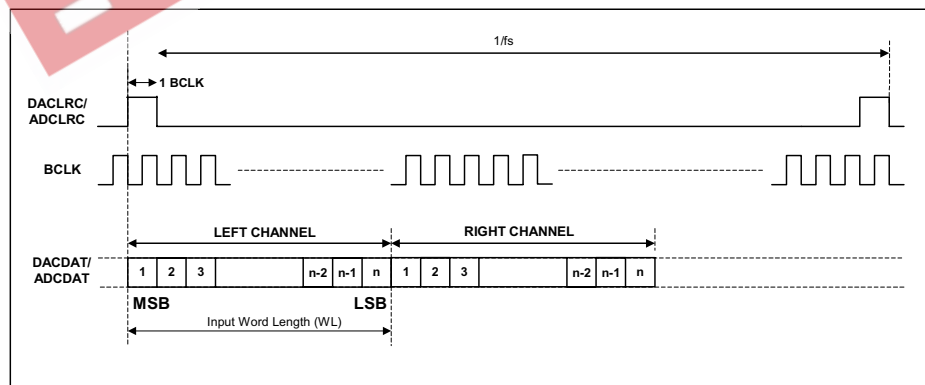 1/fs
1 BCLK
DACLRC/
ADCLRC
BCLK
LEFT CHANNEL
RIGHT CHANNEL
DACDAT/
ADCDAT
1 2 3 n-2 n-1 n 1 2 3 n-2 n-1 n
MSB LSB
Input Word Length (WL)